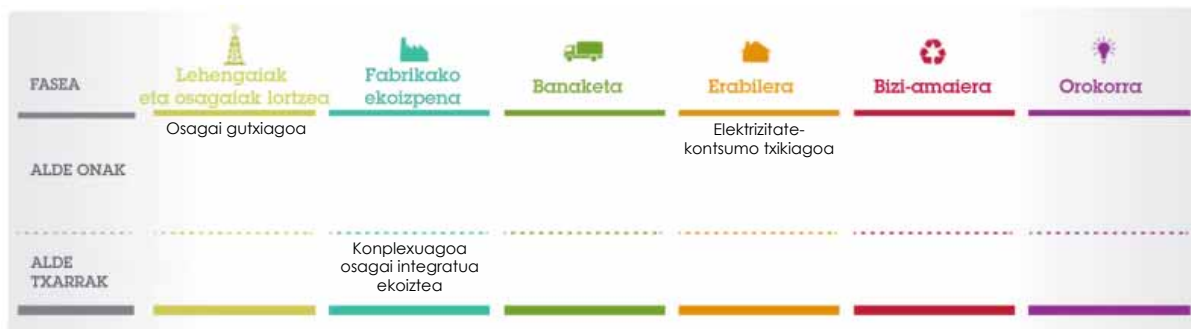 FASEA
Lehengaiak
eta osagaiak lortzea
Fabrikako
ekoizpena
Banaketa
Erabilera
Bizi-amaiera
Orokorra
ALDE ONAK
Osagai gutxiagoa
Elektrizitate-
kontsumo txikiagoa
ALDE
TXARRAK
Konplexuagoa
osagai integratua
ekoiztea